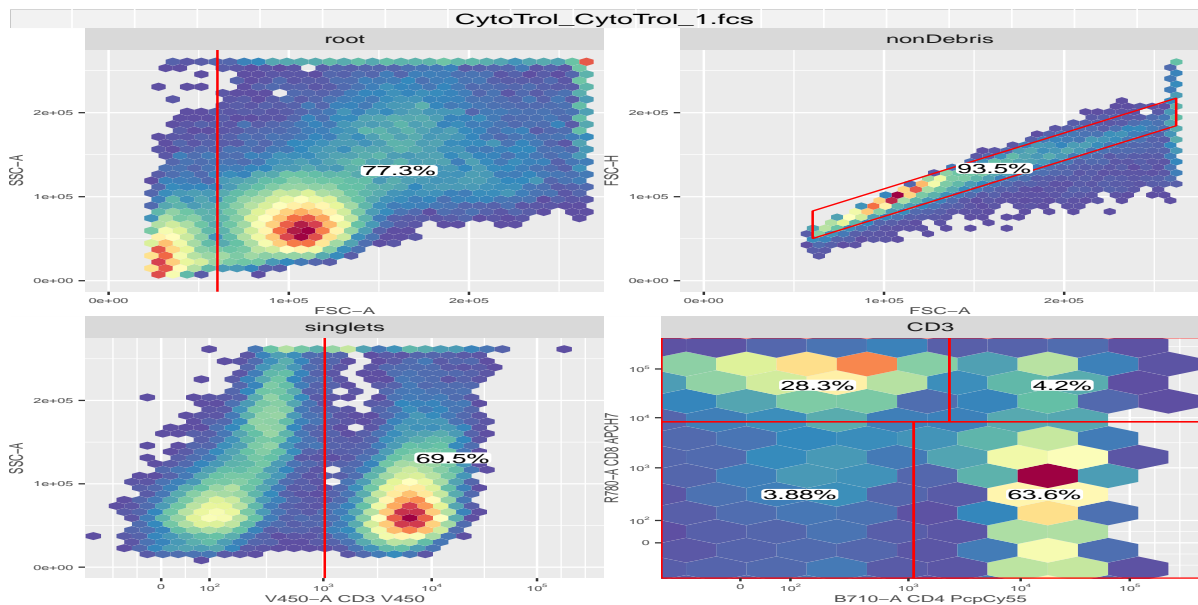 CytoTrol_CytoTrol_1.fcs
root
nonDebris
SSC-A
2e+05
1e+05
0e+00
77.3%
0e+00 1e+05 2e+05
FSC-A
FSC-H
2e+05
1e+05
0e+00
93.5%
0e+00 1e+05 2e+05
FSC-A
singlets
CD3
SSC-A
2e+05
1e+05
0e+00
69.5%
0 10² 10³ 10⁴ 10⁵
V450-A CD3 V450
R780-A CD8 APCH7
10⁵
10⁴
10³
10²
0
28.3% 4.2%
3.88% 63.6%
0 10² 10³ 10⁴ 10⁵
B710-A CD4 PcpCy55